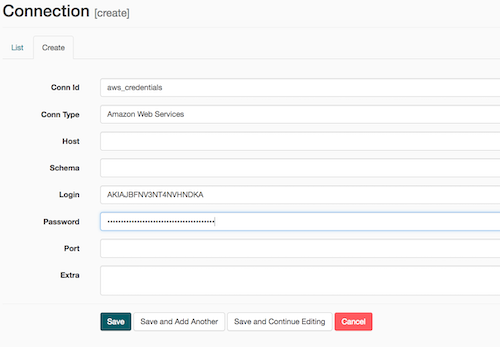 Connection [create]
List
Create
Conn Id
aws_credentials
Conn Type
Amazon Web Services
Host
Schema
Login
AKIAJBFNV3NT4NVHNDKA
Password
••••••••••••••••••••••••••••••••••••••••
Port
Extra
Save
Save and Add Another
Save and Continue Editing
Cancel